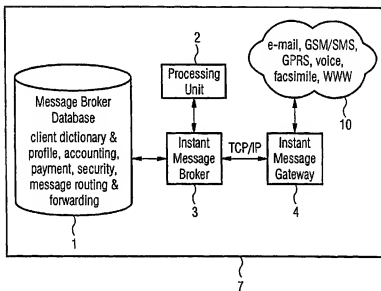 Message Broker
Database
client dictionary &
profile, accounting,
payment, security,
message routing &
forwarding
1
2
Processing
Unit
Instant
Message
Broker
3
TCP/IP
Instant
Message
Gateway
4
e-mail, GSM/SMS,
GPRS, voice,
facsimile, WWW
10
7